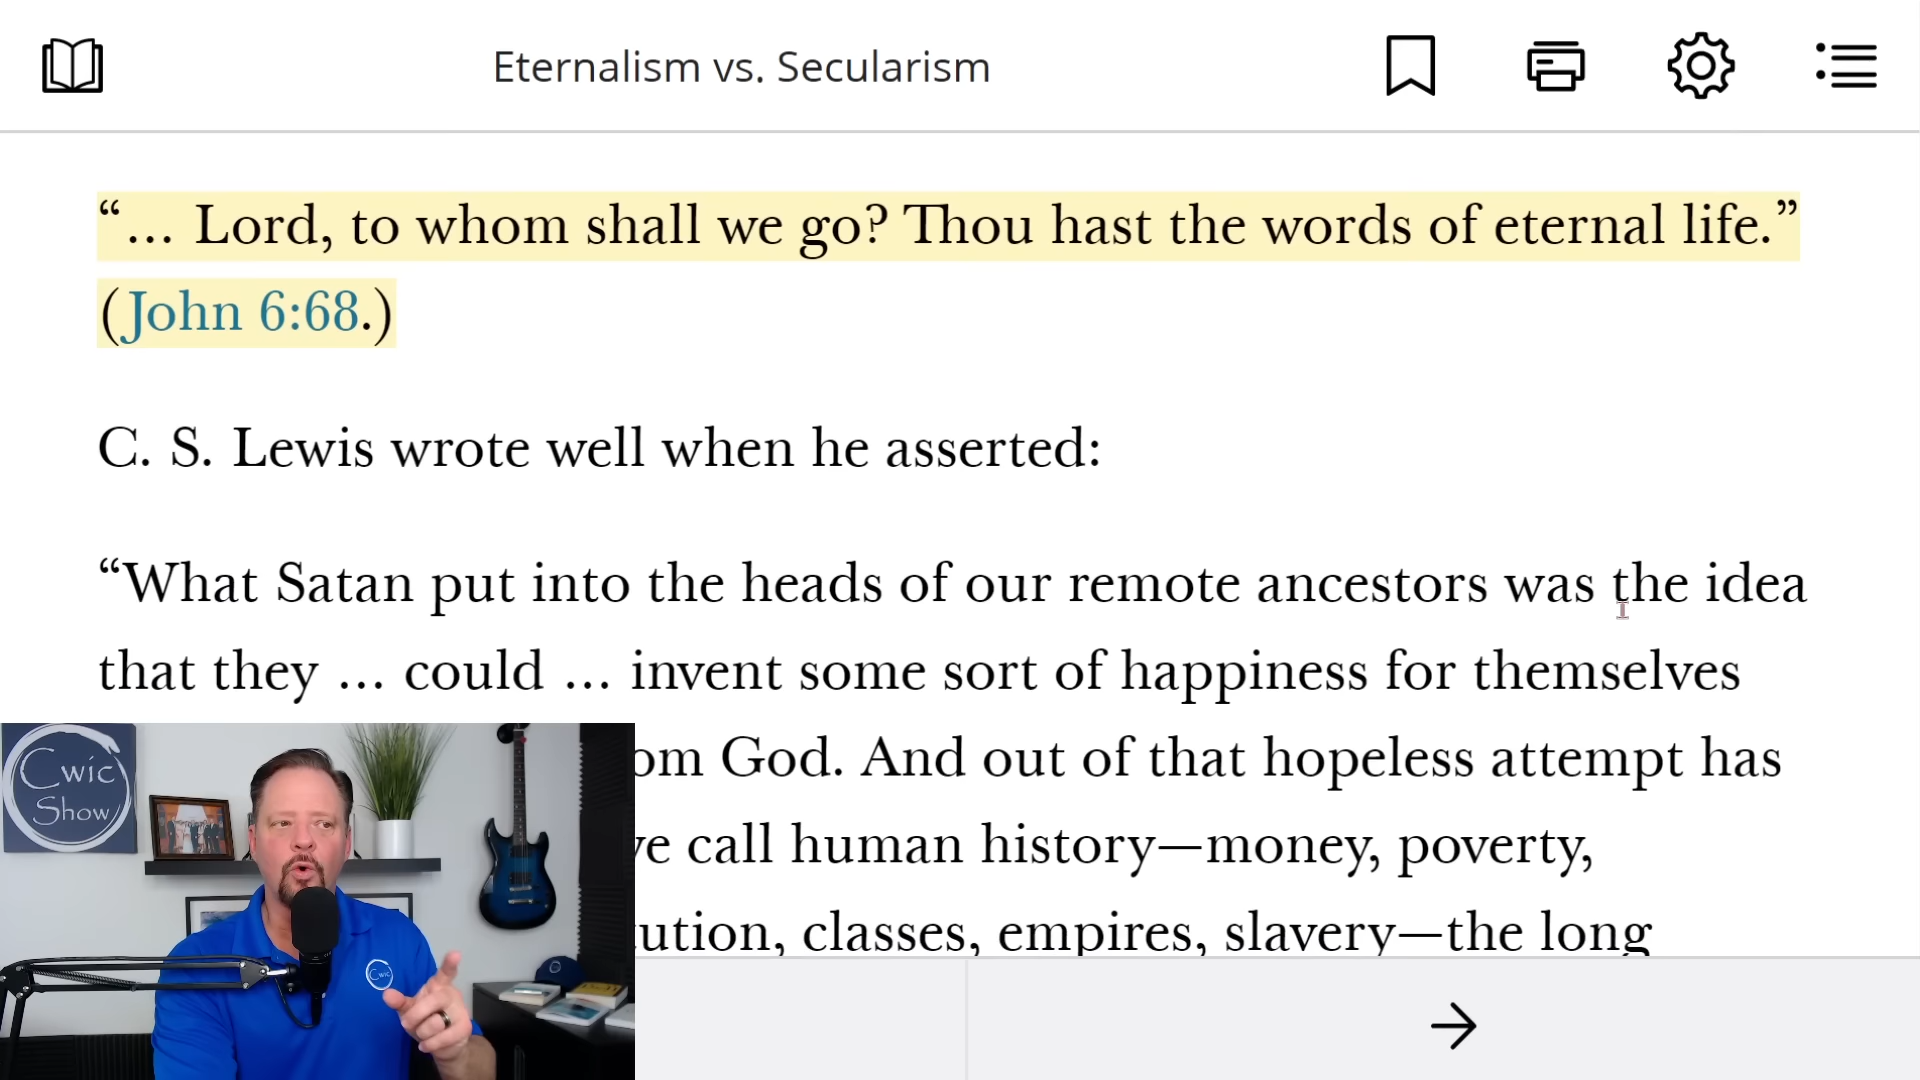 Eternalism vs. Secularism
“… Lord, to whom shall we go? Thou hast the words of eternal life.”
(John 6:68.)
C. S. Lewis wrote well when he asserted:
“What Satan put into the heads of our remote ancestors was the idea
that they … could … invent some sort of happiness for themselves
om God. And out of that hopeless attempt has
ve call human history—money, poverty,
ution, classes, empires, slavery—the long
Cwic
Show
Cwic